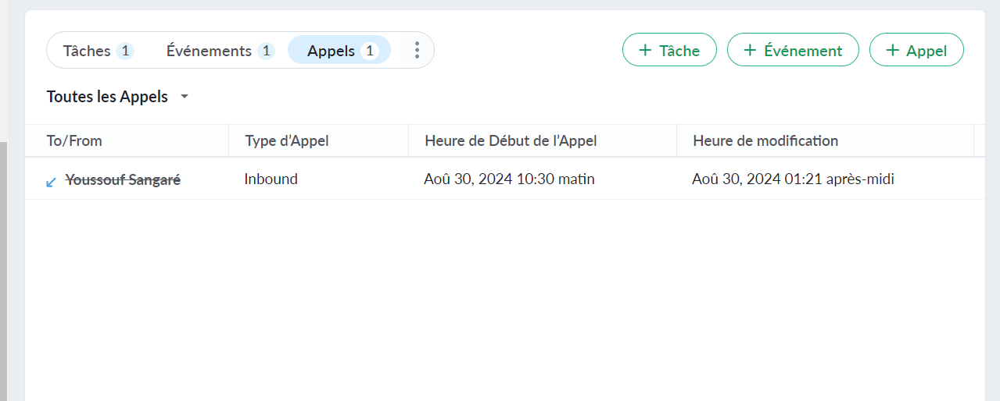 Tâches 1 Événements 1 Appels 1 + Tâche + Événement + Appel
Toutes les Appels
To/From Type d’Appel Heure de Début de l’Appel Heure de modification
Youssouf Sangaré Inbound Aoû 30, 2024 10:30 matin Aoû 30, 2024 01:21 après-midi